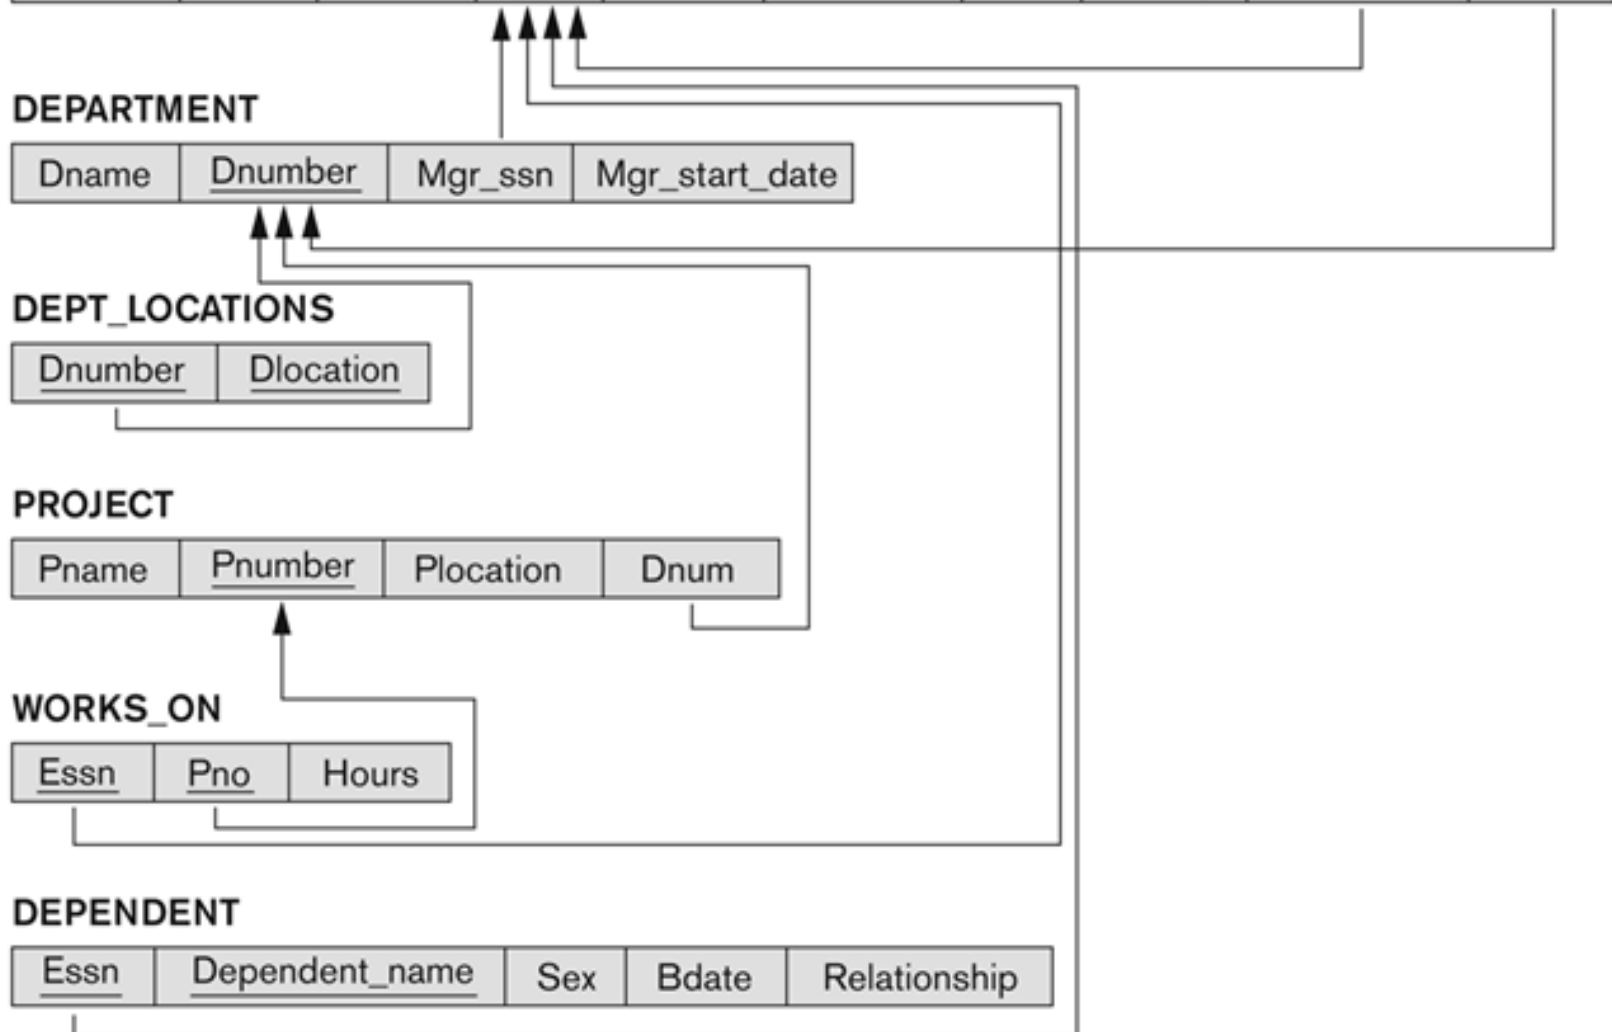 DEPARTMENT
Dname Dnumber Mgr_ssn Mgr_start_date
DEPT_LOCATIONS
Dnumber Dlocation
PROJECT
Pname Pnumber Plocation Dnum
WORKS_ON
Essn Pno Hours
DEPENDENT
Essn Dependent_name Sex Bdate Relationship